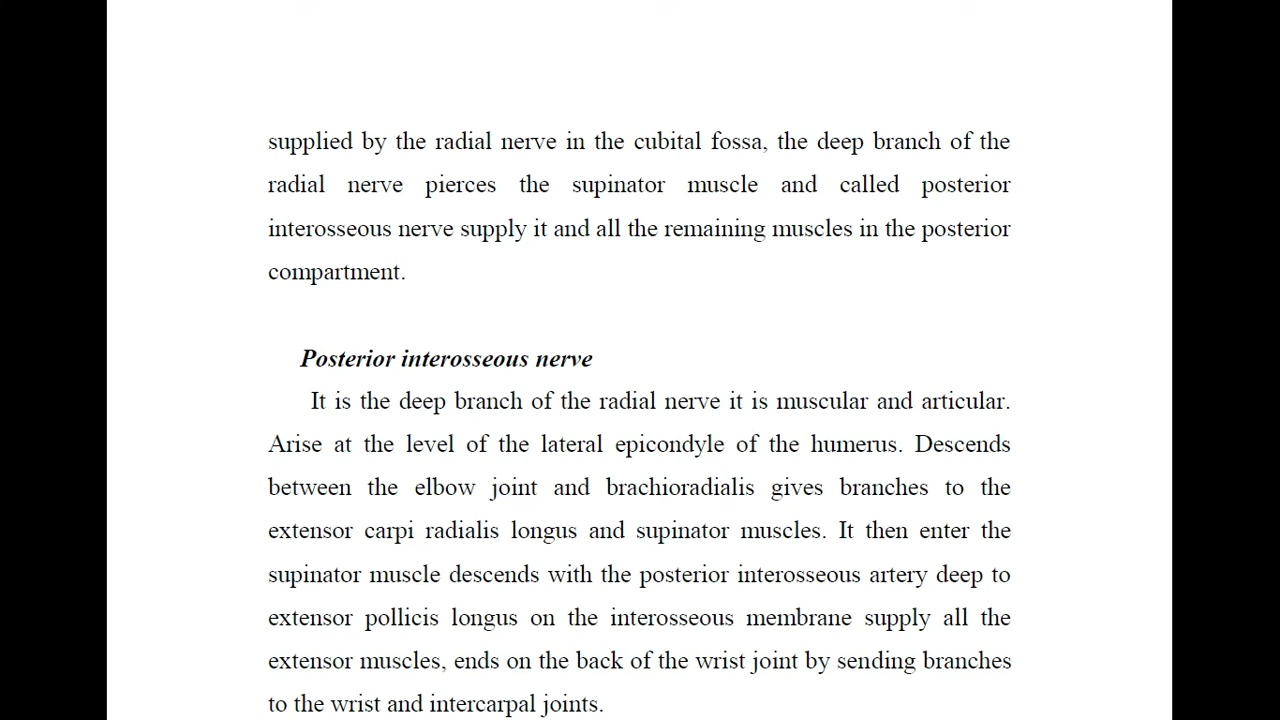 supplied by the radial nerve in the cubital fossa, the deep branch of the
radial nerve pierces the supinator muscle and called posterior
interosseous nerve supply it and all the remaining muscles in the posterior
compartment.
Posterior interosseous nerve
It is the deep branch of the radial nerve it is muscular and articular.
Arise at the level of the lateral epicondyle of the humerus. Descends
between the elbow joint and brachioradialis gives branches to the
extensor carpi radialis longus and supinator muscles. It then enter the
supinator muscle descends with the posterior interosseous artery deep to
extensor pollicis longus on the interosseous membrane supply all the
extensor muscles, ends on the back of the wrist joint by sending branches
to the wrist and intercarpal joints.